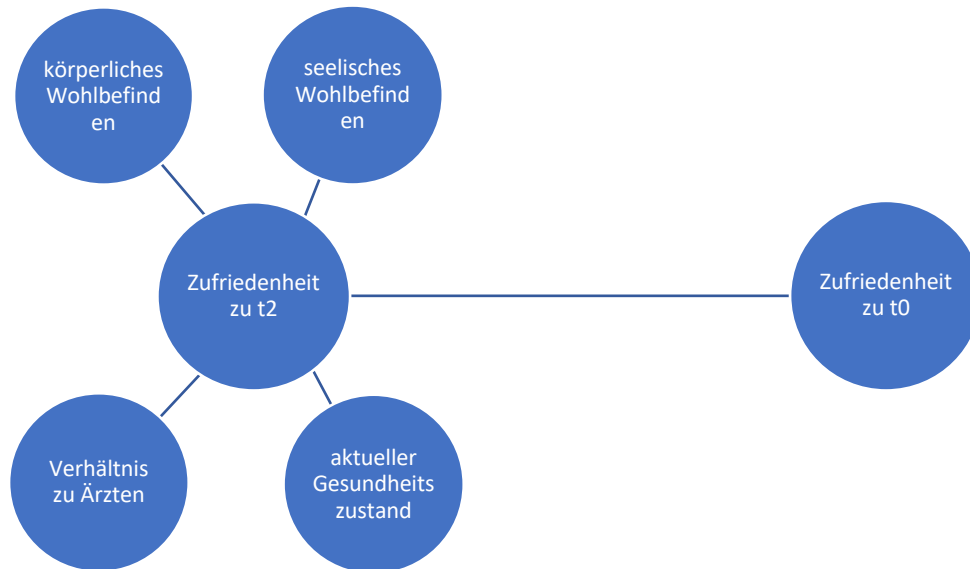 körperliches
Wohlbefind
en
seelisches
Wohlbefind
en
Zufriedenheit
zu t2
Zufriedenheit
zu t0
Verhältnis
zu Ärzten
aktueller
Gesundheits
zustand